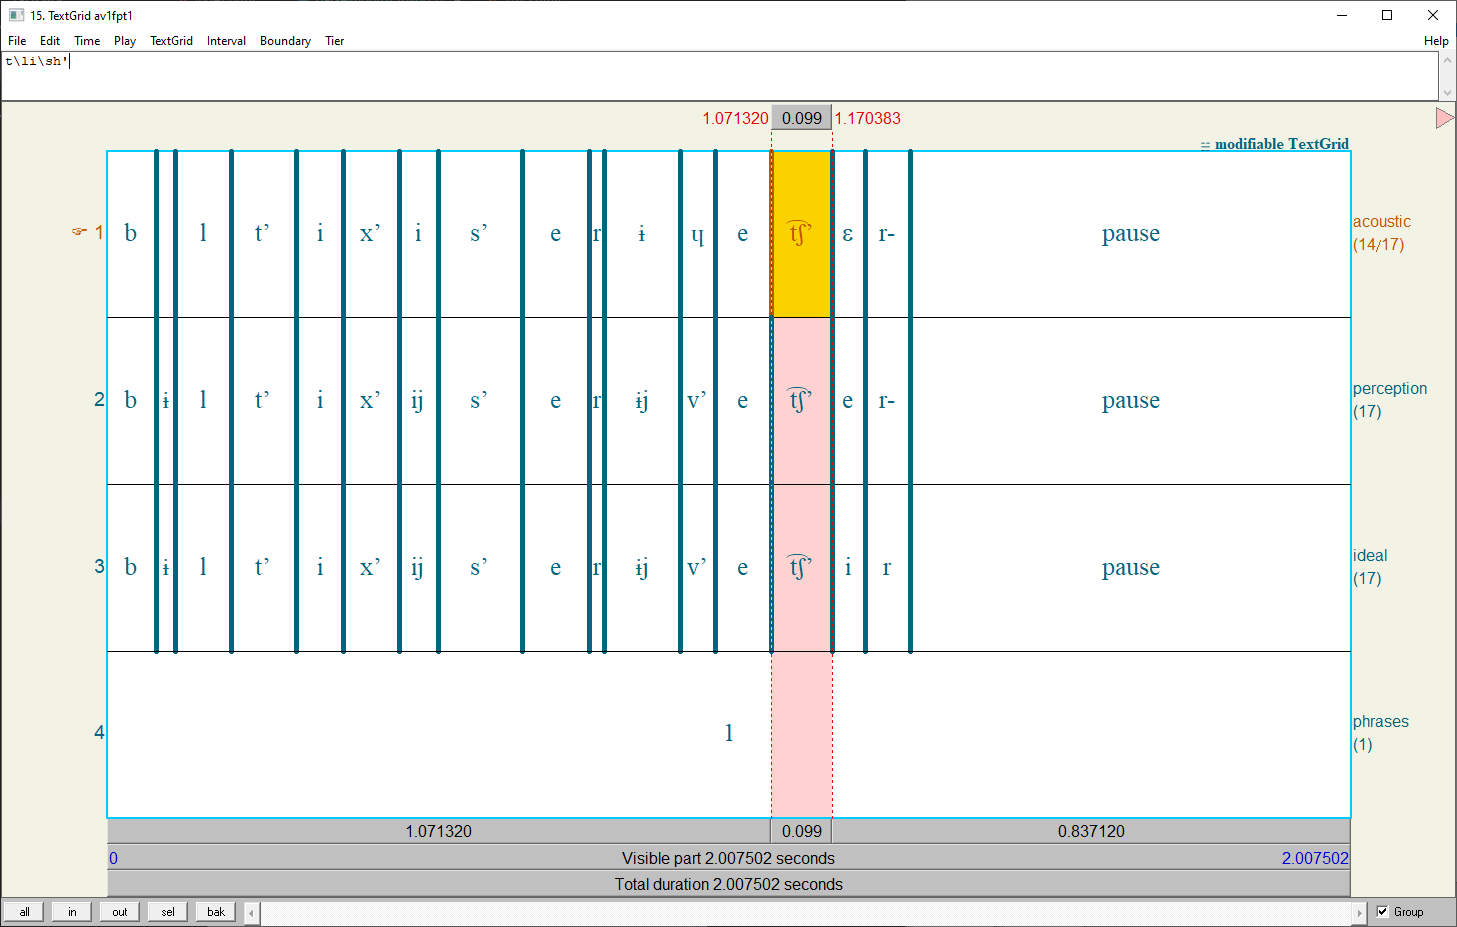 15. TextGrid av1fpt1
File Edit Time Play TextGrid Interval Boundary Tier Help
t\li\sh'
1.071320 0.099 1.170383
modifiable TextGrid
☞ 1 b l t’ i x’ i s’ e r ɨ ɥ e t͡ʃ’ ɛ r- pause acoustic
(14/17)
2 b ɨ l t’ i x’ ij s’ e r ɨj v’ e t͡ʃ’ e r- pause perception
(17)
3 b ɨ l t’ i x’ ij s’ e r ɨj v’ e t͡ʃ’ i r pause ideal
(17)
4 l phrases
(1)
1.071320 0.099 0.837120
0 Visible part 2.007502 seconds 2.007502
Total duration 2.007502 seconds
all in out sel bak Group